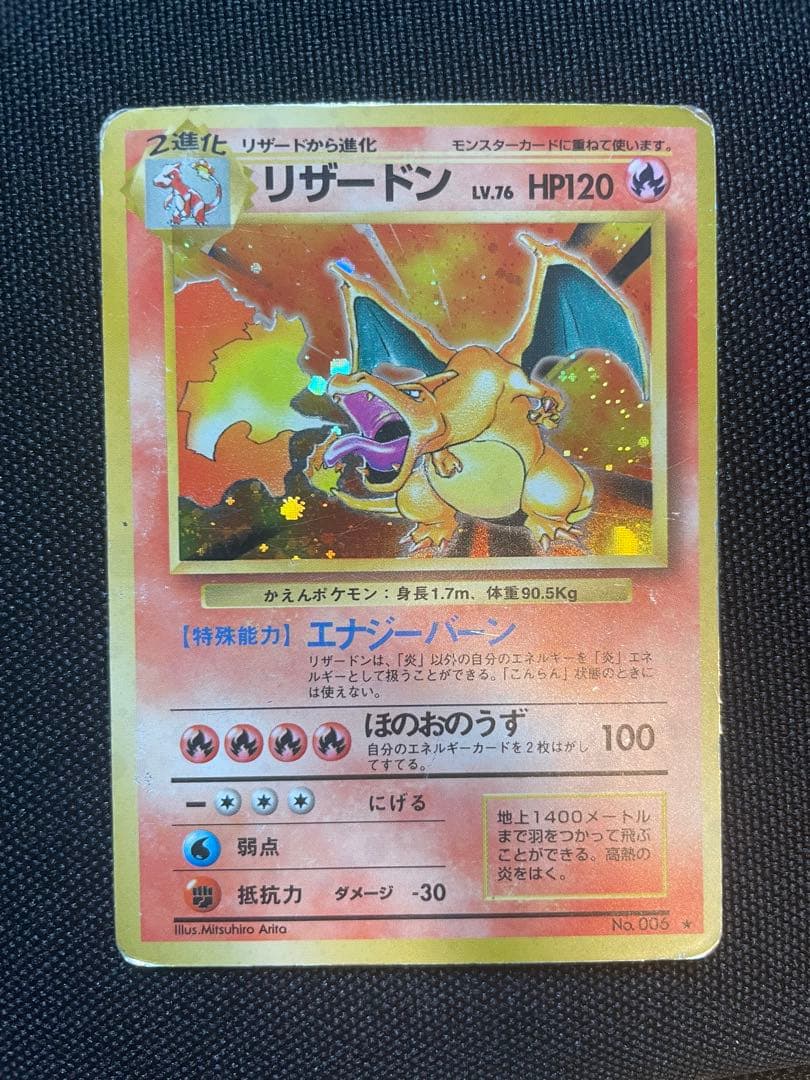 2進化 リザードから進化 モンスターカードに重ねて使います。
リザードン LV.76 HP120
かえんポケモン：身長1.7m、体重90.5Kg
【特殊能力】エナジーバーン
リザードンは、「炎」以外の自分のエネルギーを「炎」エネ
ルギーとして扱うことができる。「こんらん」状態のときに
は使えない。
ほのおのうず 100
自分のエネルギーカードを2枚はがし
てすてる。
− にげる
弱点
抵抗力 ダメージ -30
地上1400メートル
まで羽をつかって飛ぶ
ことができる。高熱の
炎をはく。
Illus.Mitsuhiro Arita No. 006 ★